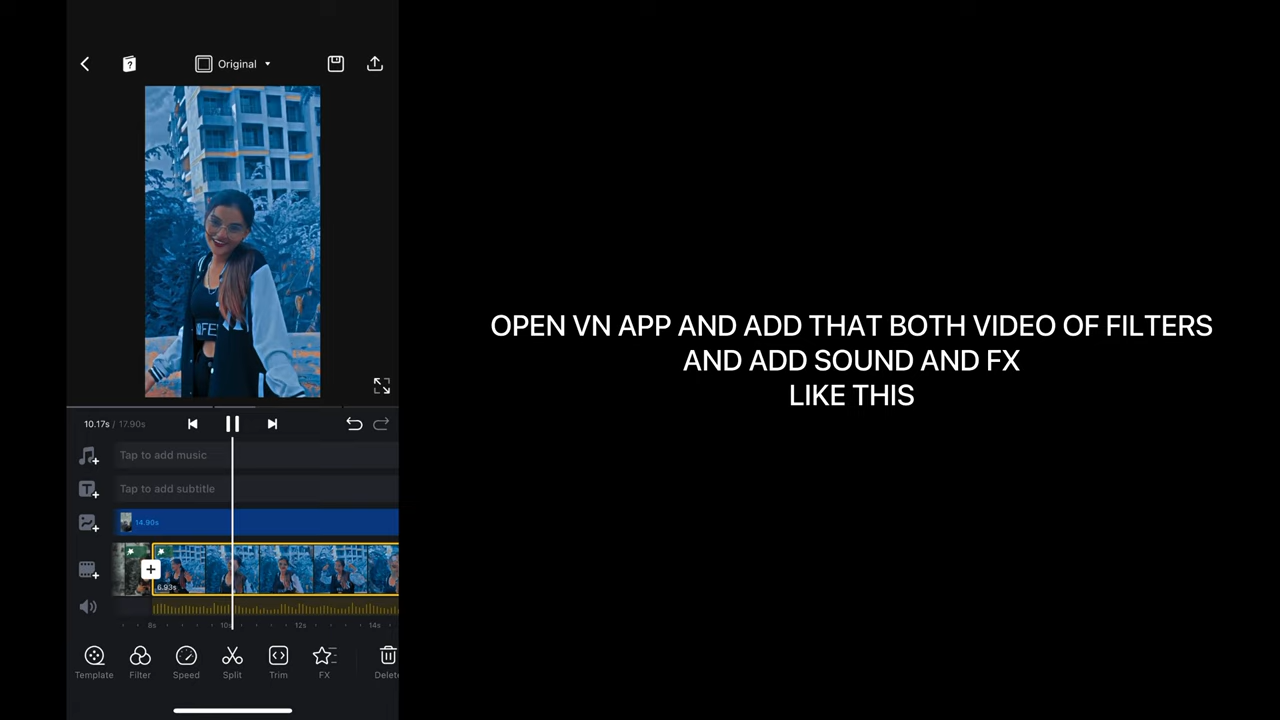 Original
OPEN VN APP AND ADD THAT BOTH VIDEO OF FILTERS
AND ADD SOUND AND FX
LIKE THIS
10.17s / 17.90s
Tap to add music
Tap to add subtitle
14.90s
6.93s
8s 10s 12s 14s
Template Filter Speed Split Trim FX Delete